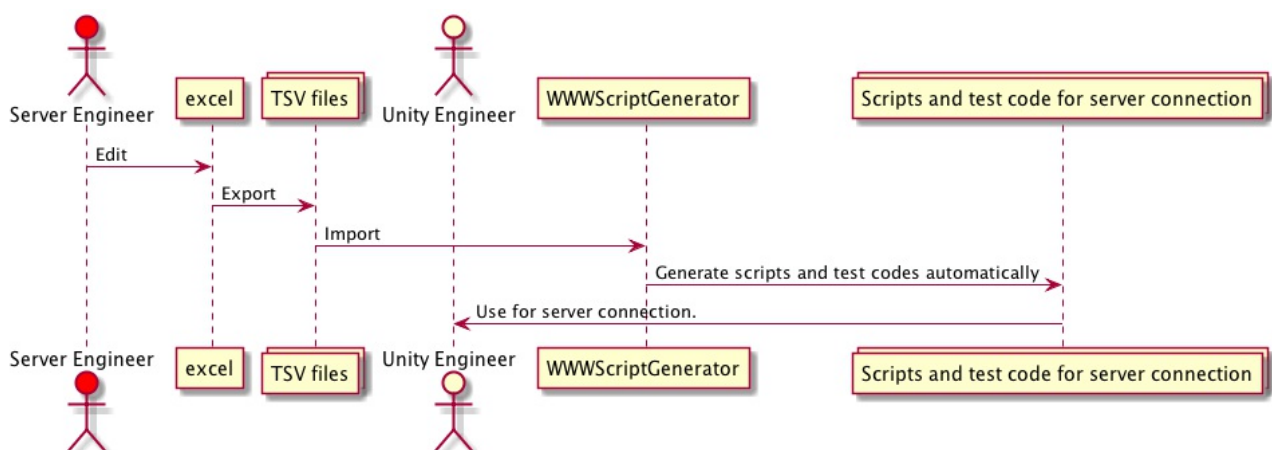 Server Engineer
excel
TSV files
Unity Engineer
WWWScriptGenerator
Scripts and test code for server connection
Edit
Export
Import
Generate scripts and test codes automatically
Use for server connection.
Server Engineer
excel
TSV files
Unity Engineer
WWWScriptGenerator
Scripts and test code for server connection